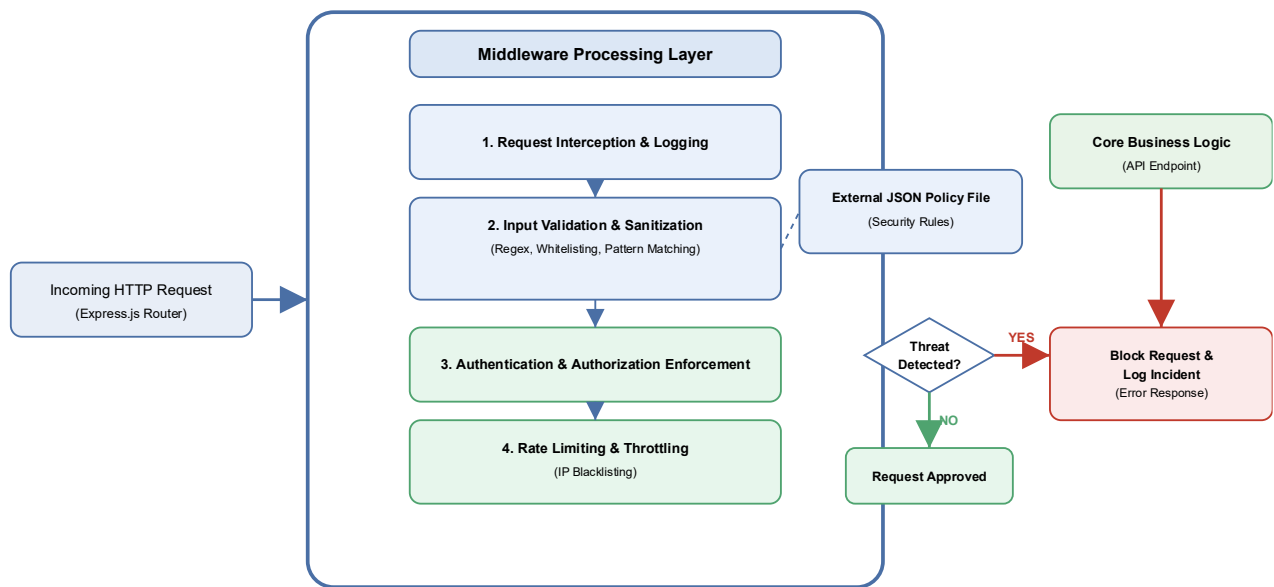 Middleware Processing Layer
1. Request Interception & Logging
2. Input Validation & Sanitization
(Regex, Whitelisting, Pattern Matching)
External JSON Policy File
(Security Rules)
Core Business Logic
(API Endpoint)
Incoming HTTP Request
(Express.js Router)
3. Authentication & Authorization Enforcement
Threat
Detected?
YES
Block Request &
Log Incident
(Error Response)
NO
4. Rate Limiting & Throttling
(IP Blacklisting)
Request Approved